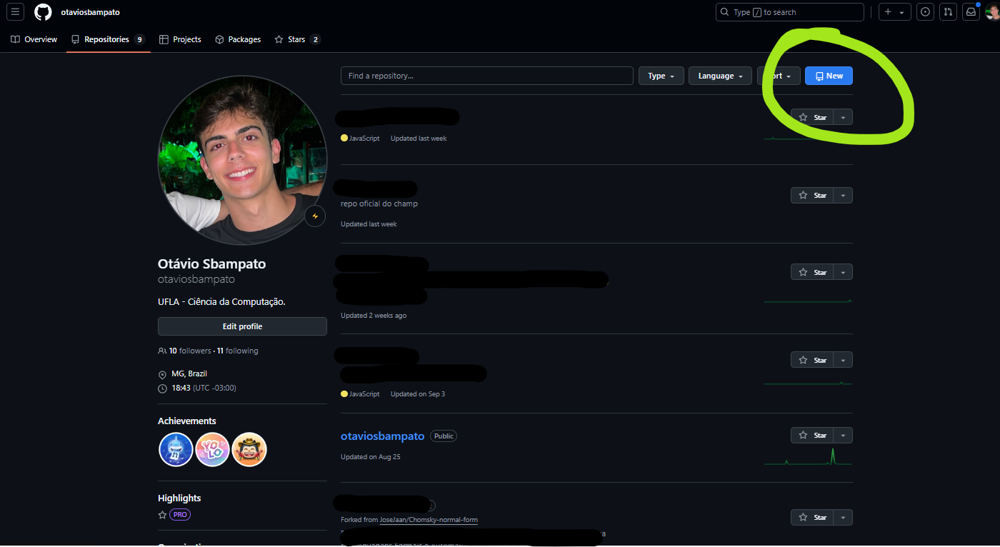 otaviosbampato
Type / to search
Overview
Repositories 9
Projects
Packages
Stars 2
Find a repository...
Type
Language
New
Star
JavaScript Updated last week
Star
repo oficial do champ
Updated last week
Star
Updated 2 weeks ago
Star
JavaScript Updated on Sep 3
otaviosbampato Public
Star
Updated on Aug 25
Forked from JoseJaan/Chomsky-normal-form
Star
Otávio Sbampato
otaviosbampato
UFLA - Ciência da Computação.
Edit profile
10 followers · 11 following
MG, Brazil
18:43 (UTC -03:00)
Achievements
YOLO
Highlights
PRO